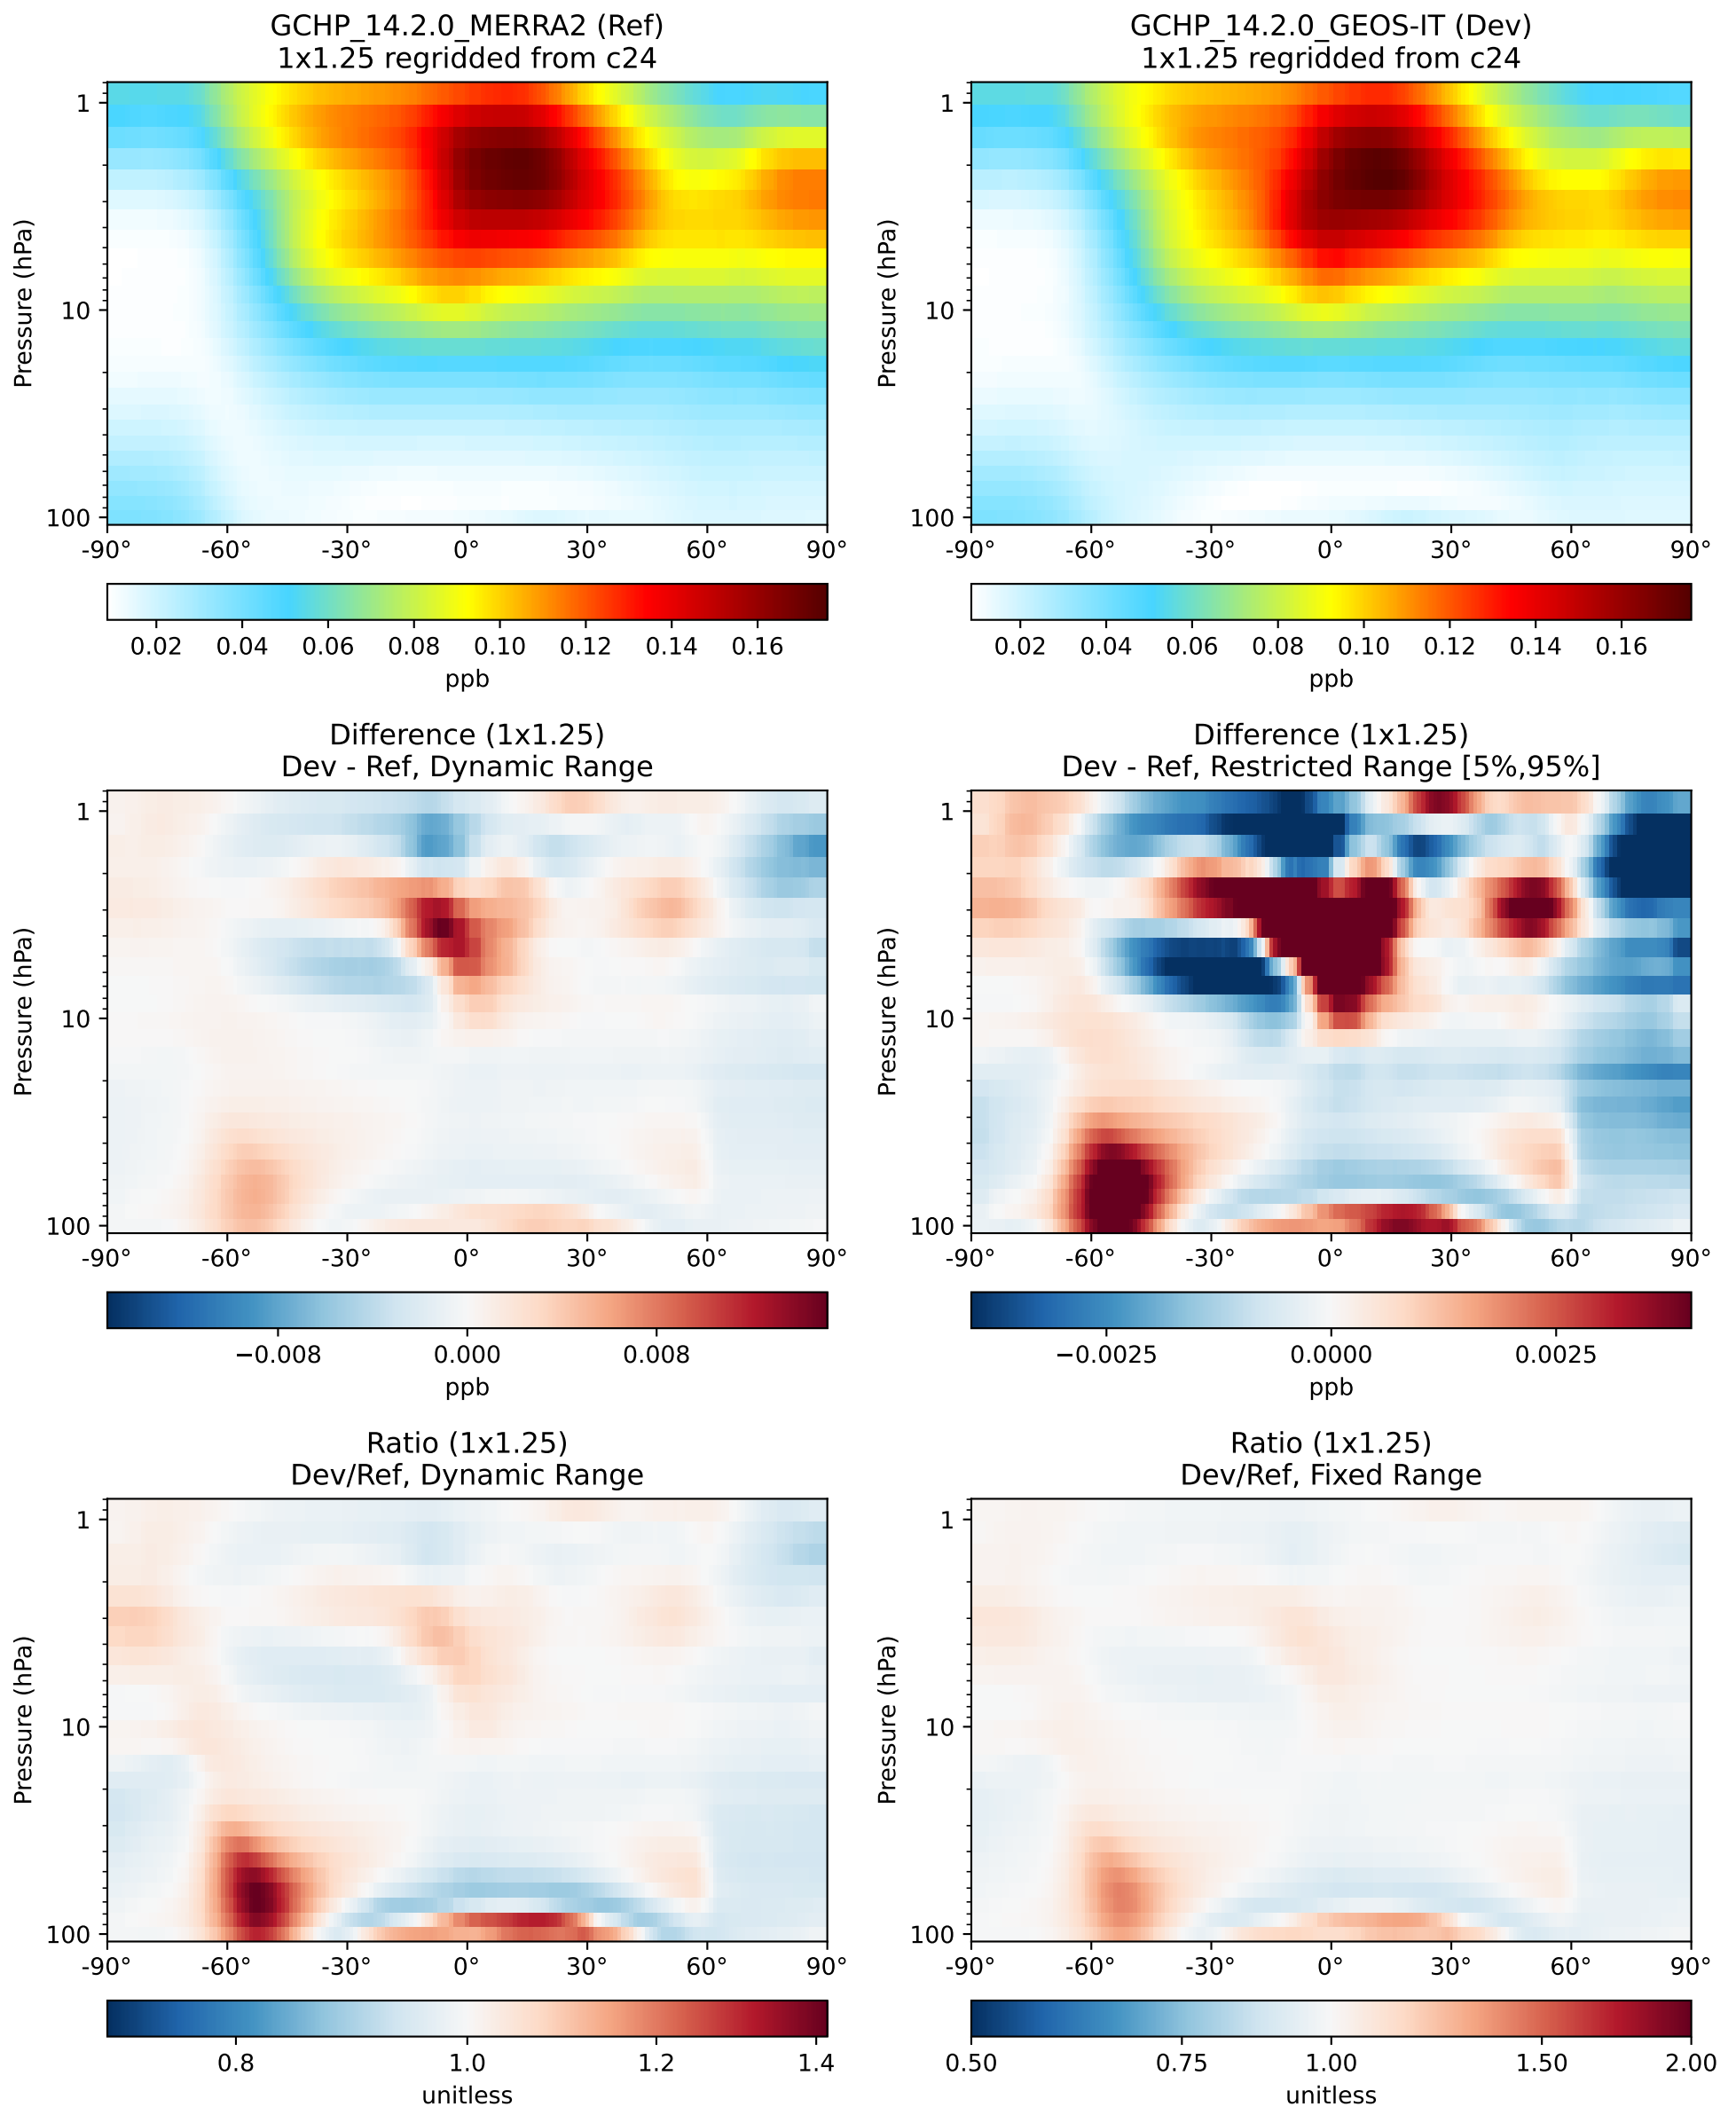 GCHP_14.2.0_MERRA2 (Ref)
1x1.25 regridded from c24
Pressure (hPa)
1
10
100
-90° -60° -30° 0° 30° 60° 90°
0.02 0.04 0.06 0.08 0.10 0.12 0.14 0.16
ppb
GCHP_14.2.0_GEOS-IT (Dev)
1x1.25 regridded from c24
Pressure (hPa)
1
10
100
-90° -60° -30° 0° 30° 60° 90°
0.02 0.04 0.06 0.08 0.10 0.12 0.14 0.16
ppb
Difference (1x1.25)
Dev - Ref, Dynamic Range
Pressure (hPa)
1
10
100
-90° -60° -30° 0° 30° 60° 90°
−0.008 0.000 0.008
ppb
Difference (1x1.25)
Dev - Ref, Restricted Range [5%,95%]
Pressure (hPa)
1
10
100
-90° -60° -30° 0° 30° 60° 90°
−0.0025 0.0000 0.0025
ppb
Ratio (1x1.25)
Dev/Ref, Dynamic Range
Pressure (hPa)
1
10
100
-90° -60° -30° 0° 30° 60° 90°
0.8 1.0 1.2 1.4
unitless
Ratio (1x1.25)
Dev/Ref, Fixed Range
Pressure (hPa)
1
10
100
-90° -60° -30° 0° 30° 60° 90°
0.50 0.75 1.00 1.50 2.00
unitless